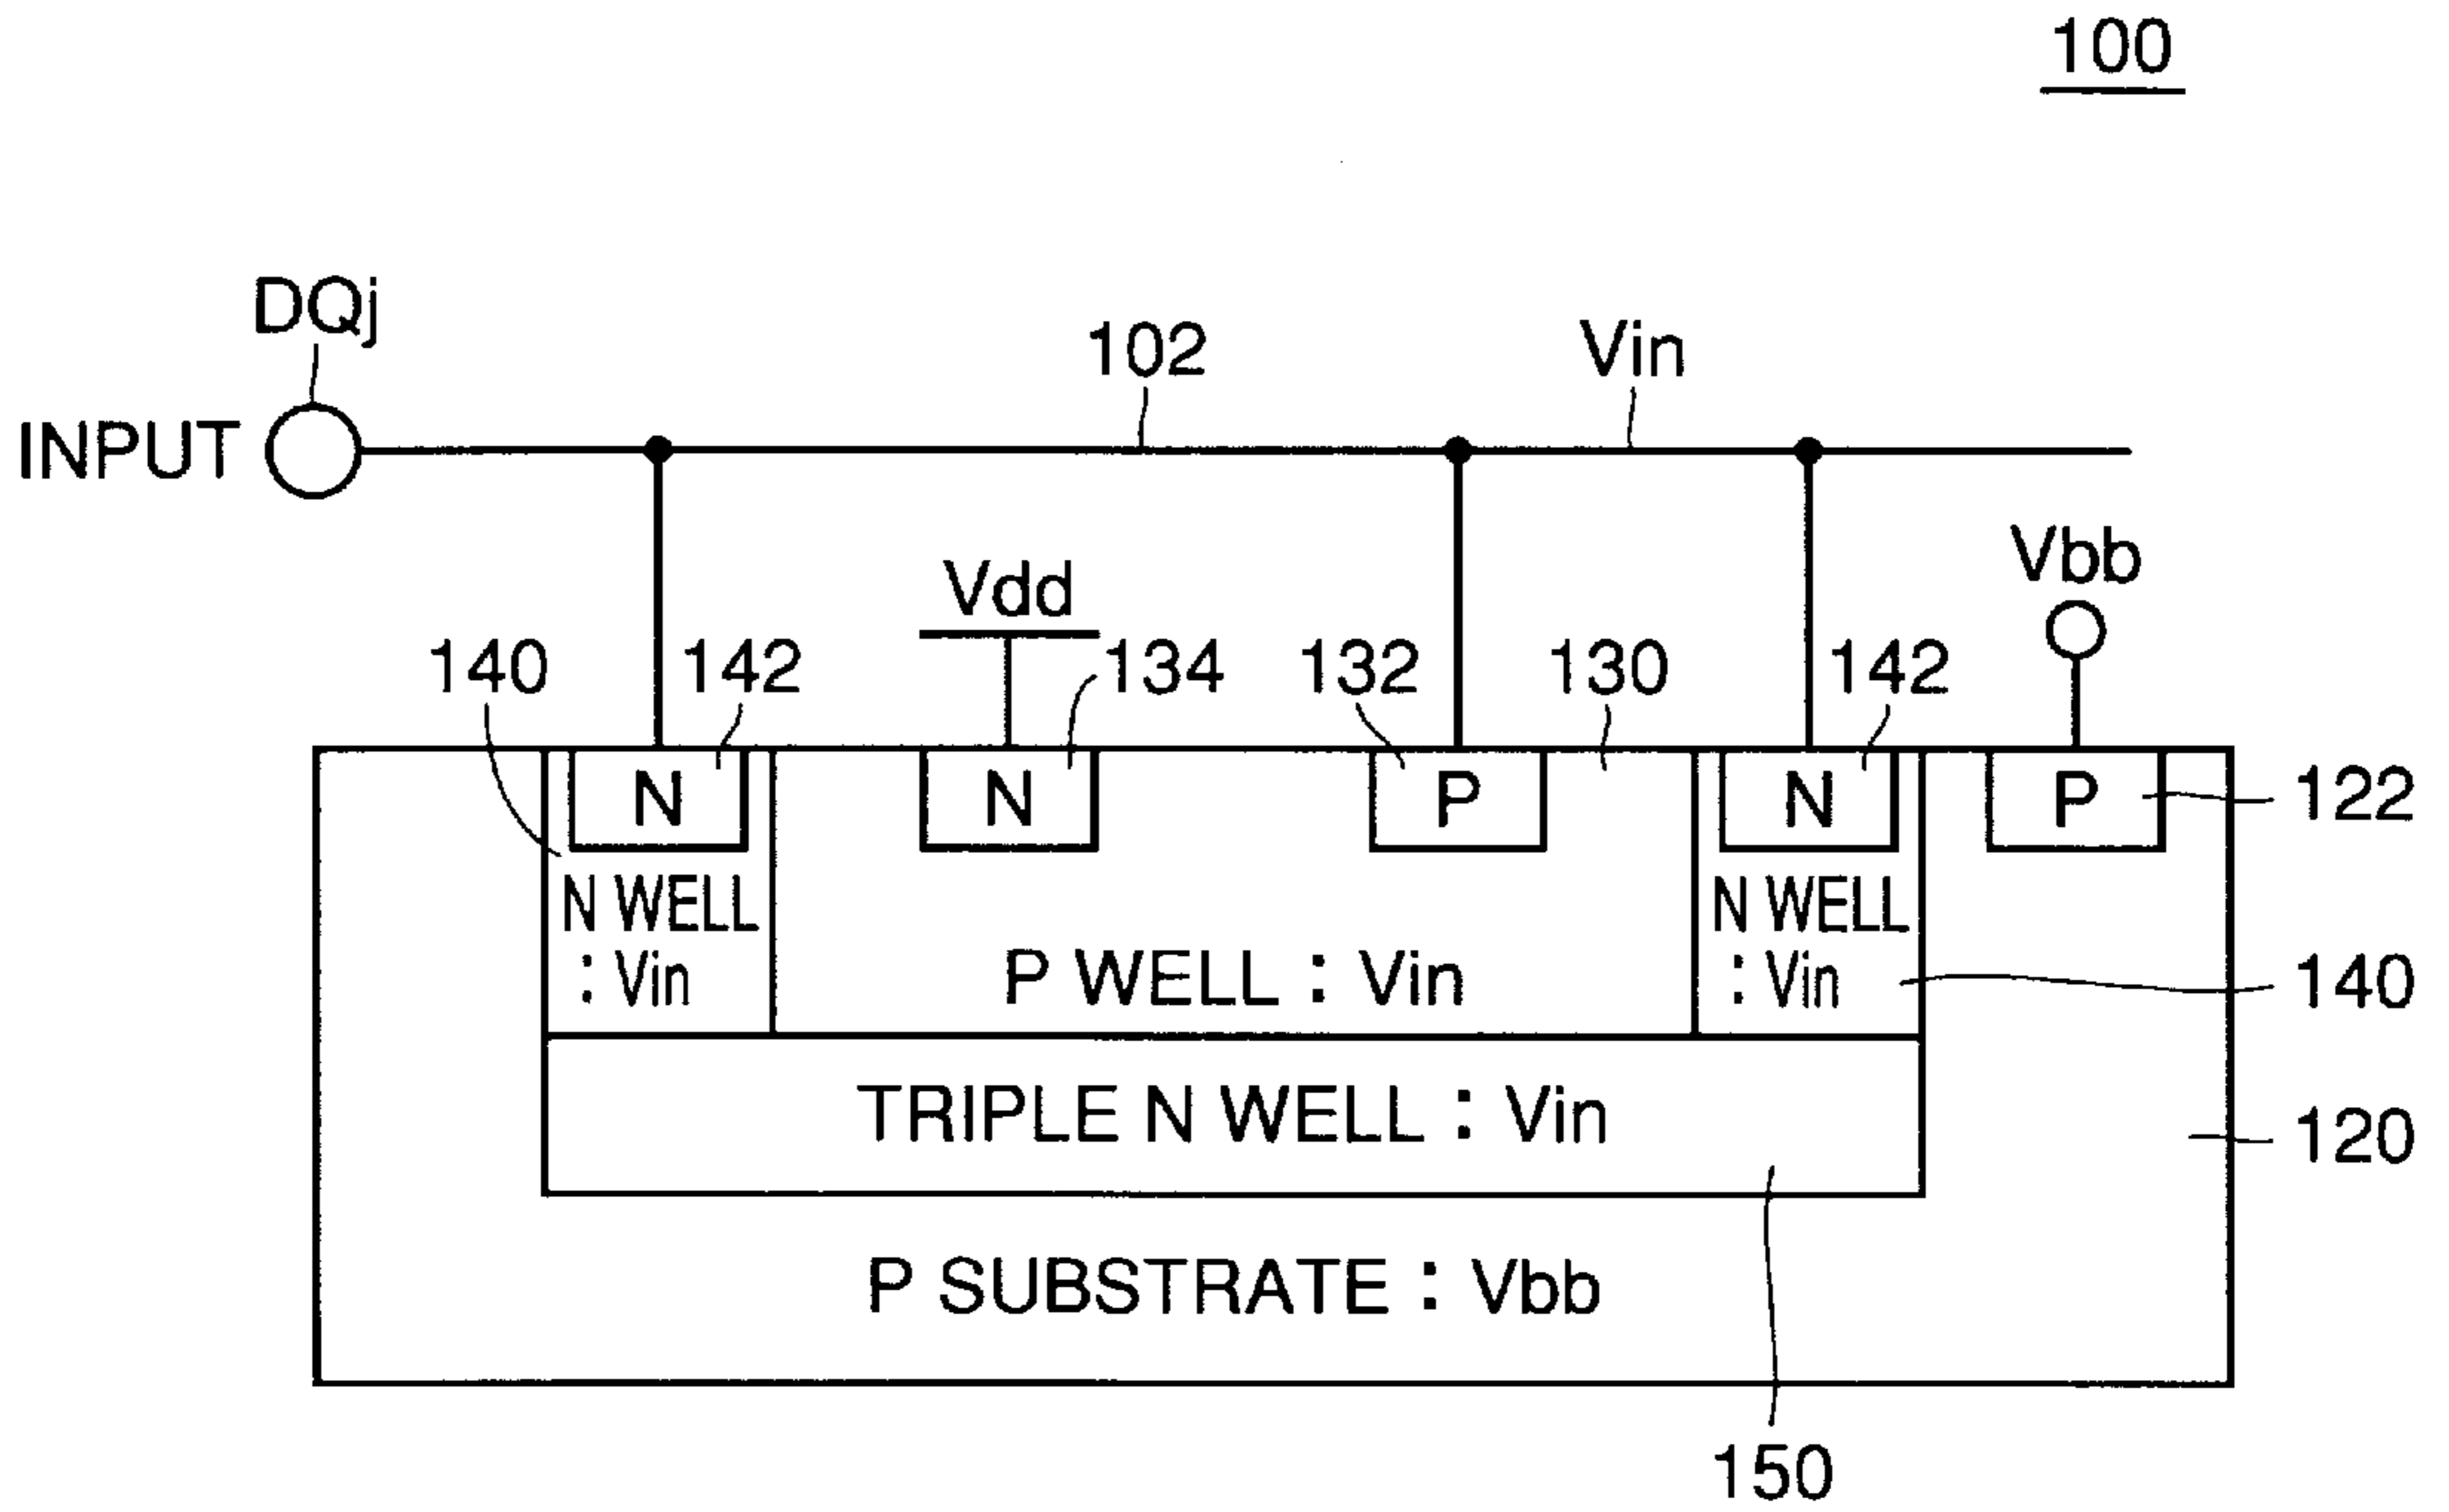 100
DQj
102 Vin
INPUT
Vbb
Vdd
140 142 134 132 130 142
N N P N P 122
N WELL N WELL
: Vin P WELL : Vin : Vin 140
TRIPLE N WELL : Vin 120
P SUBSTRATE : Vbb
150